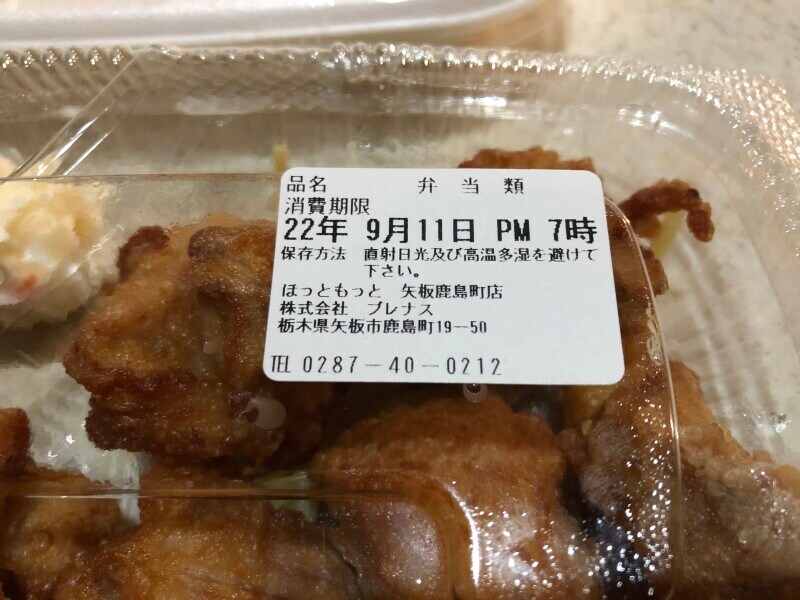 品名 弁当類
消費期限
22年 9月11日 PM 7時
保存方法 直射日光及び高温多湿を避けて
下さい。
ほっともっと 矢板鹿島町店
株式会社 プレナス
栃木県矢板市鹿島町19--50
TEL 0287-40-0212